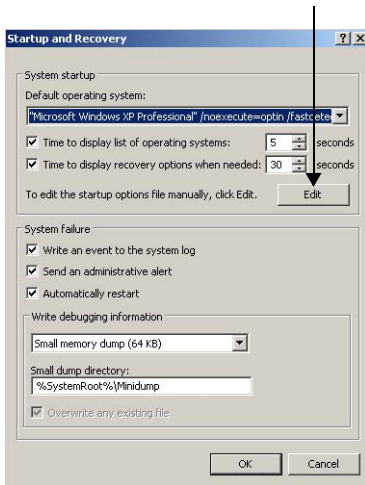 Startup and Recovery
System startup
Default operating system:
"Microsoft Windows XP Professional" /noexecute=optin /fastdete
Time to display list of operating systems: 5 seconds
Time to display recovery options when needed: 30 seconds
To edit the startup options file manually, click Edit. Edit
System failure
Write an event to the system log
Send an administrative alert
Automatically restart
Write debugging information
Small memory dump (64 KB)
Small dump directory:
%SystemRoot%\Minidump
Overwrite any existing file
OK Cancel